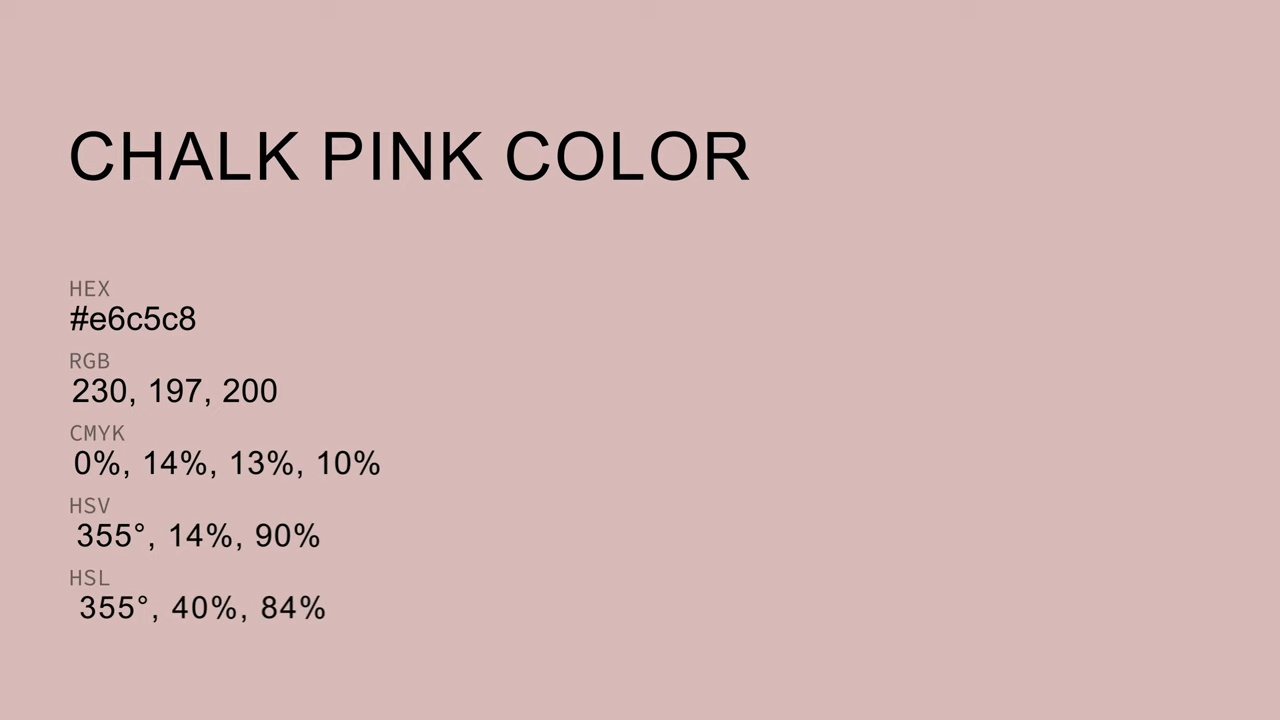 CHALK PINK COLOR
HEX
#e6c5c8
RGB
230, 197, 200
CMYK
0%, 14%, 13%, 10%
HSV
355°, 14%, 90%
HSL
355°, 40%, 84%